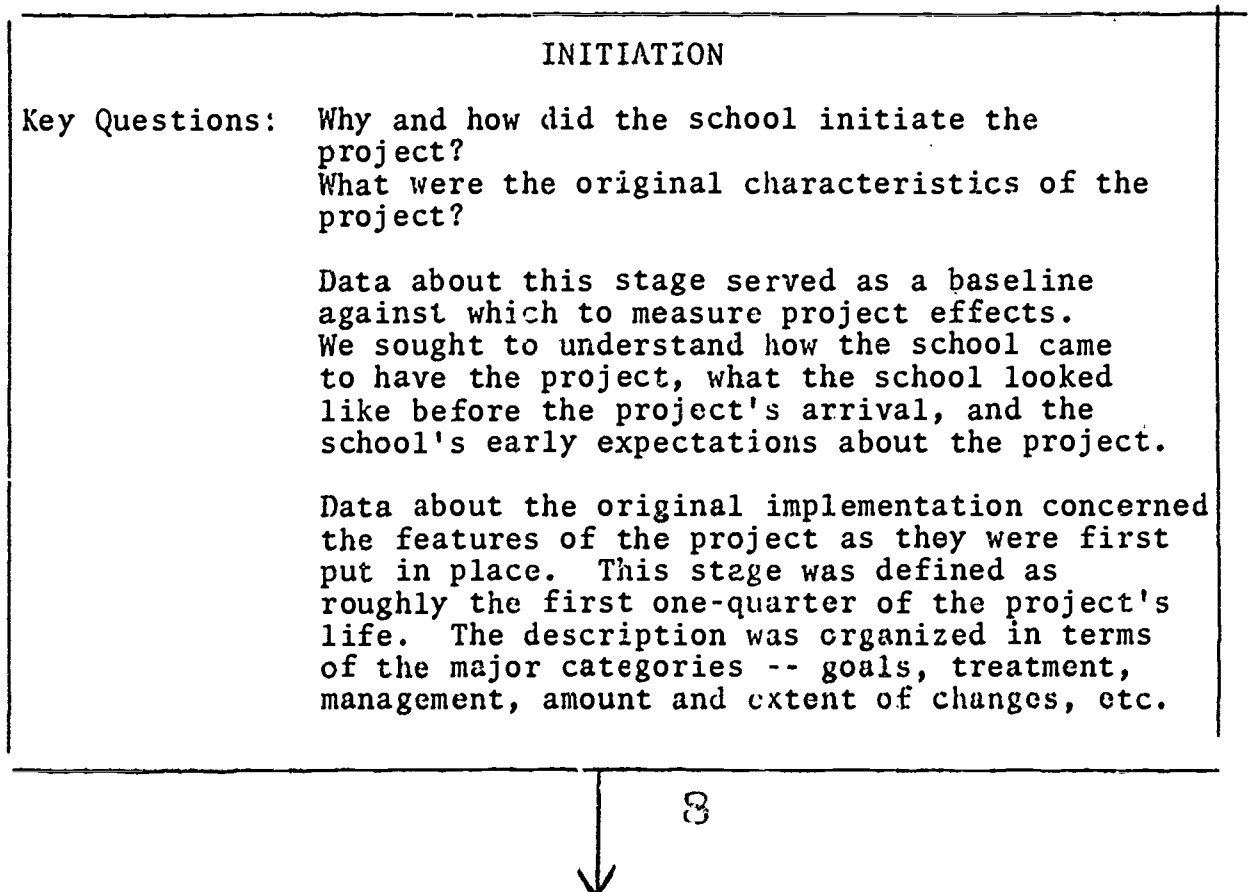 INITIATION
Key Questions: Why and how did the school initiate the
project?
What were the original characteristics of the
project?
Data about this stage served as a baseline
against which to measure project effects.
We sought to understand how the school came
to have the project, what the school looked
like before the project's arrival, and the
school's early expectations about the project.
Data about the original implementation concerned
the features of the project as they were first
put in place. This stage was defined as
roughly the first one-quarter of the project's
life. The description was organized in terms
of the major categories -- goals, treatment,
management, amount and extent of changes, etc.
8